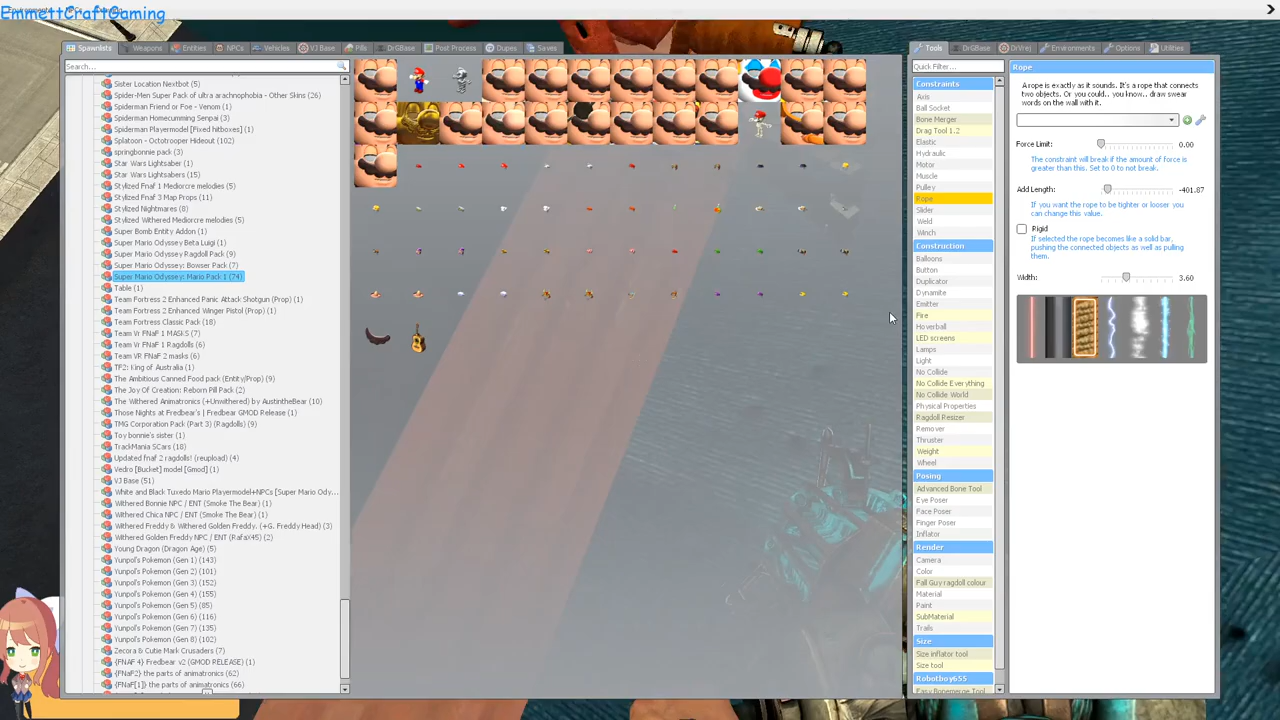 EmmettCraftGaming
Spawnlists
Weapons
Entities
NPCs
Vehicles
VJ Base
Pills
DrGBase
Post Process
Dupes
Saves
Search...
Sister Location Nextbot (5)
Spider-Men Super Pack of ultra arachnophobia - Other Skins (26)
Spiderman Friend or Foe - Venom (1)
Spiderman Homecumming Senpai (3)
Spiderman Playermodel [Fixed hitboxes] (1)
Splatoon - Octotrooper Hideout (102)
springbonnie pack (3)
Star Wars Lightsaber (1)
Star Wars Lightsabers (15)
Stylized Fnaf 1 Mediorcre melodies (5)
Stylized Fnaf 3 Map Props (11)
Stylized Nightmares (8)
Stylized Withered Mediorcre melodies (5)
Super Bomb Entity Addon (1)
Super Mario Odyssey Beta Luigi (1)
Super Mario Odyssey Ragdoll Pack (9)
Super Mario Odyssey: Bowser Pack (7)
Super Mario Odyssey: Mario Pack 1 (74)
Table (1)
Team Fortress 2 Enhanced Panic Attack Shotgun (Prop) (1)
Team Fortress 2 Enhanced Winger Pistol (Prop) (1)
Team Fortress Classic Pack (18)
Team Vr FNaF 1 MASKS (7)
Team Vr FNaF 1 Ragdolls (6)
Team VR FNAF 2 masks (6)
TF2: King of Australia (1)
The Ambitious Canned Food pack (Entity/Prop) (9)
The Joy Of Creation: Reborn Pill Pack (2)
The Withered Animatronics (+UnWithered) by AustintheBear (10)
Those Nights at Fredbear's | Fredbear GMOD Release (1)
TMG Corporation Pack (Part 3) (Ragdolls) (9)
Toy bonnie's sister (1)
TrackMania SCars (18)
Updated fnaf 2 ragdolls! (reupload) (4)
Vedro [Bucket] model [Gmod] (1)
VJ Base (51)
White and Black Tuxedo Mario Playermodel+NPCs [Super Mario Ody...
Withered Bonnie NPC / ENT (Smoke The Bear) (1)
Withered Chica NPC / ENT (Smoke The Bear) (1)
Withered Freddy & Withered Golden Freddy. (+G. Freddy Head) (3)
Withered Golden Freddy NPC / ENT (RafaX45) (2)
Young Dragon (Dragon Age) (5)
Yunpol's Pokemon (Gen 1) (143)
Yunpol's Pokemon (Gen 2) (101)
Yunpol's Pokemon (Gen 3) (152)
Yunpol's Pokemon (Gen 4) (155)
Yunpol's Pokemon (Gen 5) (85)
Yunpol's Pokemon (Gen 6) (116)
Yunpol's Pokemon (Gen 7) (135)
Yunpol's Pokemon (Gen 8) (102)
Zecora & Cutie Mark Crusaders (7)
{FNAF 4} Fredbear v2 (GMOD RELEASE) (1)
{FNaF2} the parts of animatronics (62)
{FNaF[1]} the parts of animatronics (66)
Tools
DrGBase
DrVrej
Environments
Options
Utilities
Quick Filter...
Constraints
Axis
Ball Socket
Bone Merger
Drag Tool 1.2
Elastic
Hydraulic
Motor
Muscle
Pulley
Rope
Slider
Weld
Winch
Construction
Balloons
Button
Duplicator
Dynamite
Emitter
Fire
Hoverball
LED screens
Lamps
Light
No Collide
No Collide Everything
No Collide World
Physical Properties
Ragdoll Resizer
Remover
Thruster
Weight
Wheel
Posing
Advanced Bone Tool
Eye Poser
Face Poser
Finger Poser
Inflator
Render
Camera
Color
Fall Guy ragdoll colour
Material
Paint
SubMaterial
Trails
Size
Size inflator tool
Size tool
Robotboy655
Easy Bonemerge Tool
Rope
A rope is exactly as it sounds. It's a rope that connects
two objects. Or you could.. you know.. draw swear
words on the wall with it.
Force Limit:
0.00
The constraint will break if the amount of force is
greater than this. Set to 0 to not break.
Add Length:
-401.87
If you want the rope to be tighter or looser you
can change this value.
Rigid
If selected the rope becomes like a solid bar,
pushing the connected objects as well as pulling
them.
Width:
3.60